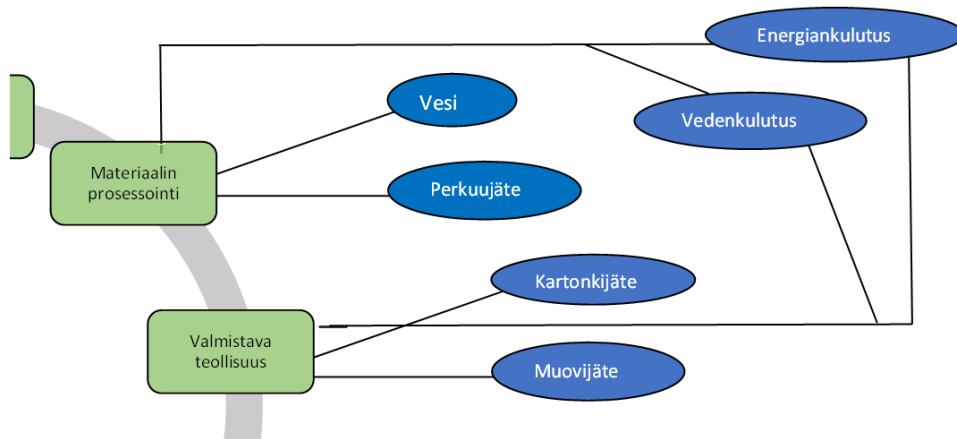 Energiankulutus
Vesi
Vedenkulutus
Materiaalin
prosessointi
Perkuujäte
Kartonkijäte
Valmistava
teollisuus
Muovijäte